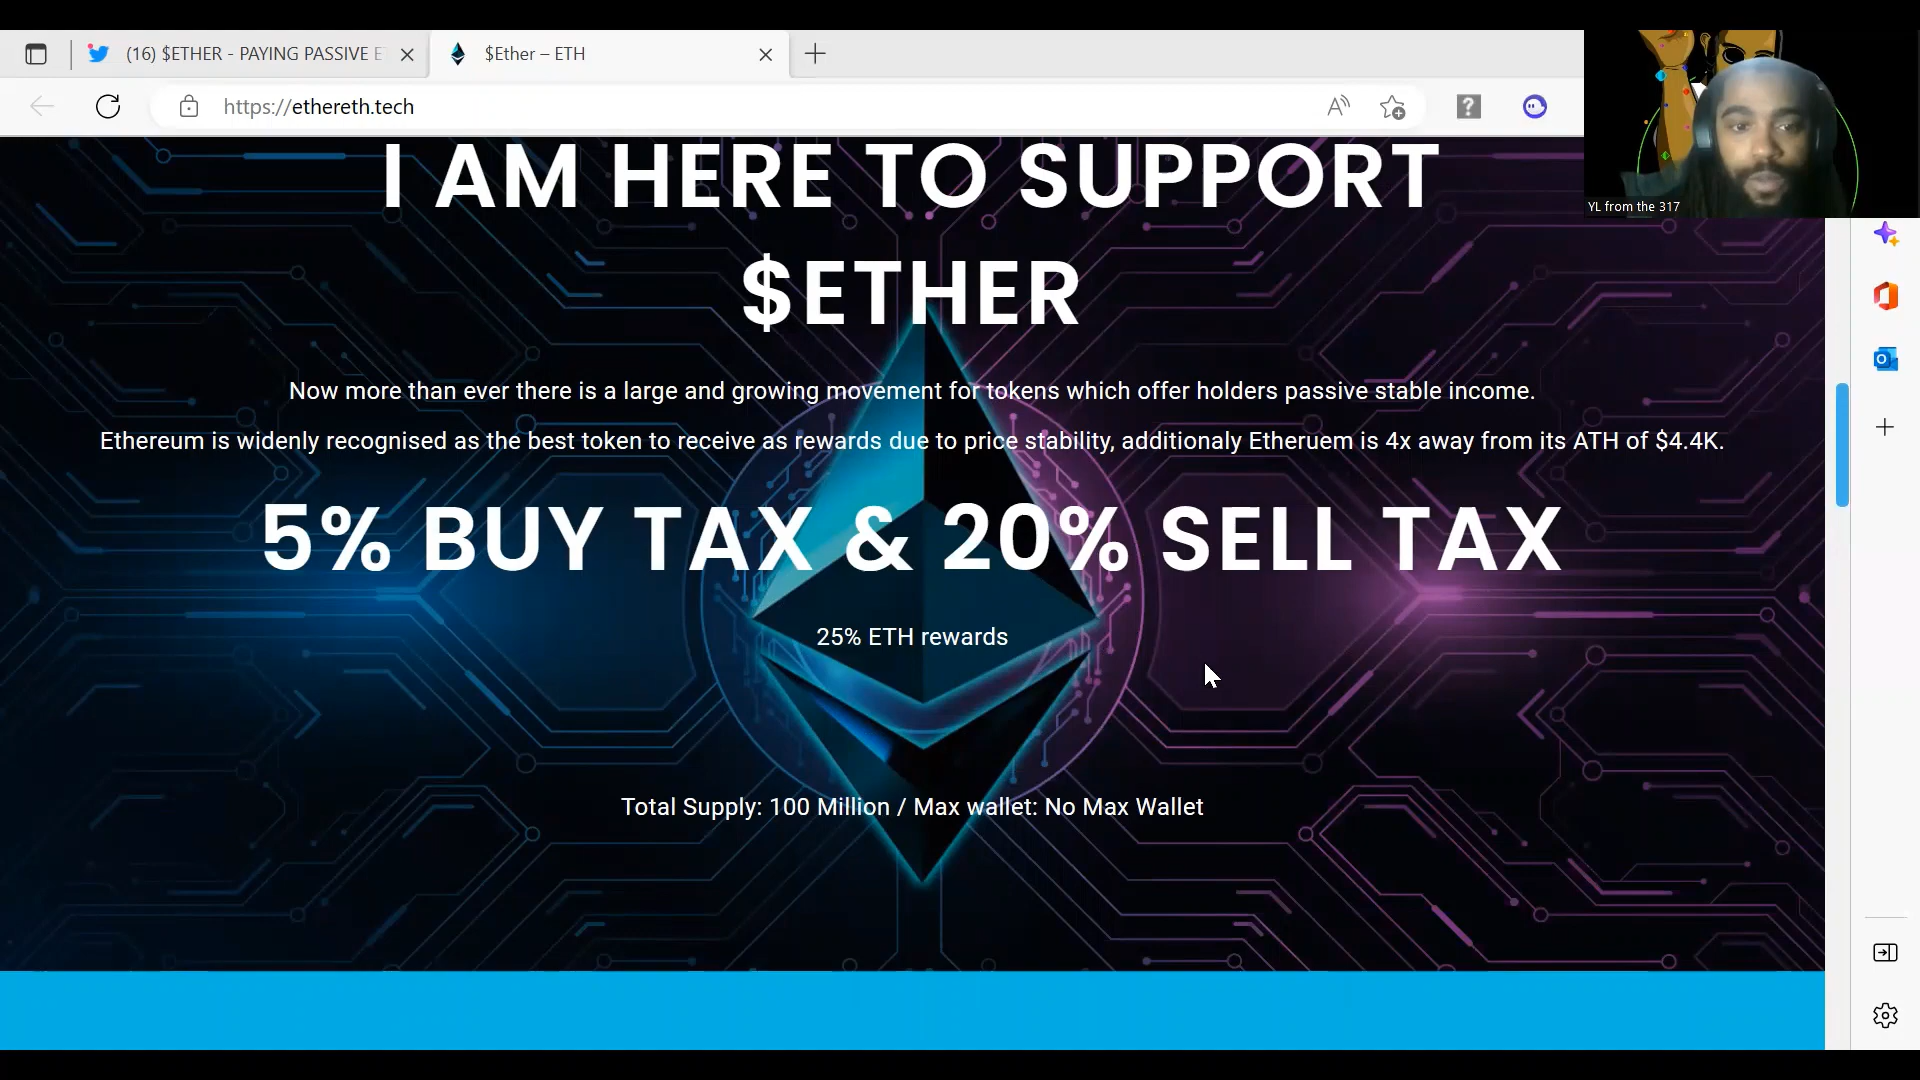 (16) $ETHER - PAYING PASSIVE E
$Ether – ETH
https://ethereth.tech
YL from the 317
I AM HERE TO SUPPORT
$ETHER
Now more than ever there is a large and growing movement for tokens which offer holders passive stable income.
Ethereum is widenly recognised as the best token to receive as rewards due to price stability, additionaly Etheruem is 4x away from its ATH of $4.4K.
5% BUY TAX & 20% SELL TAX
25% ETH rewards
Total Supply: 100 Million / Max wallet: No Max Wallet